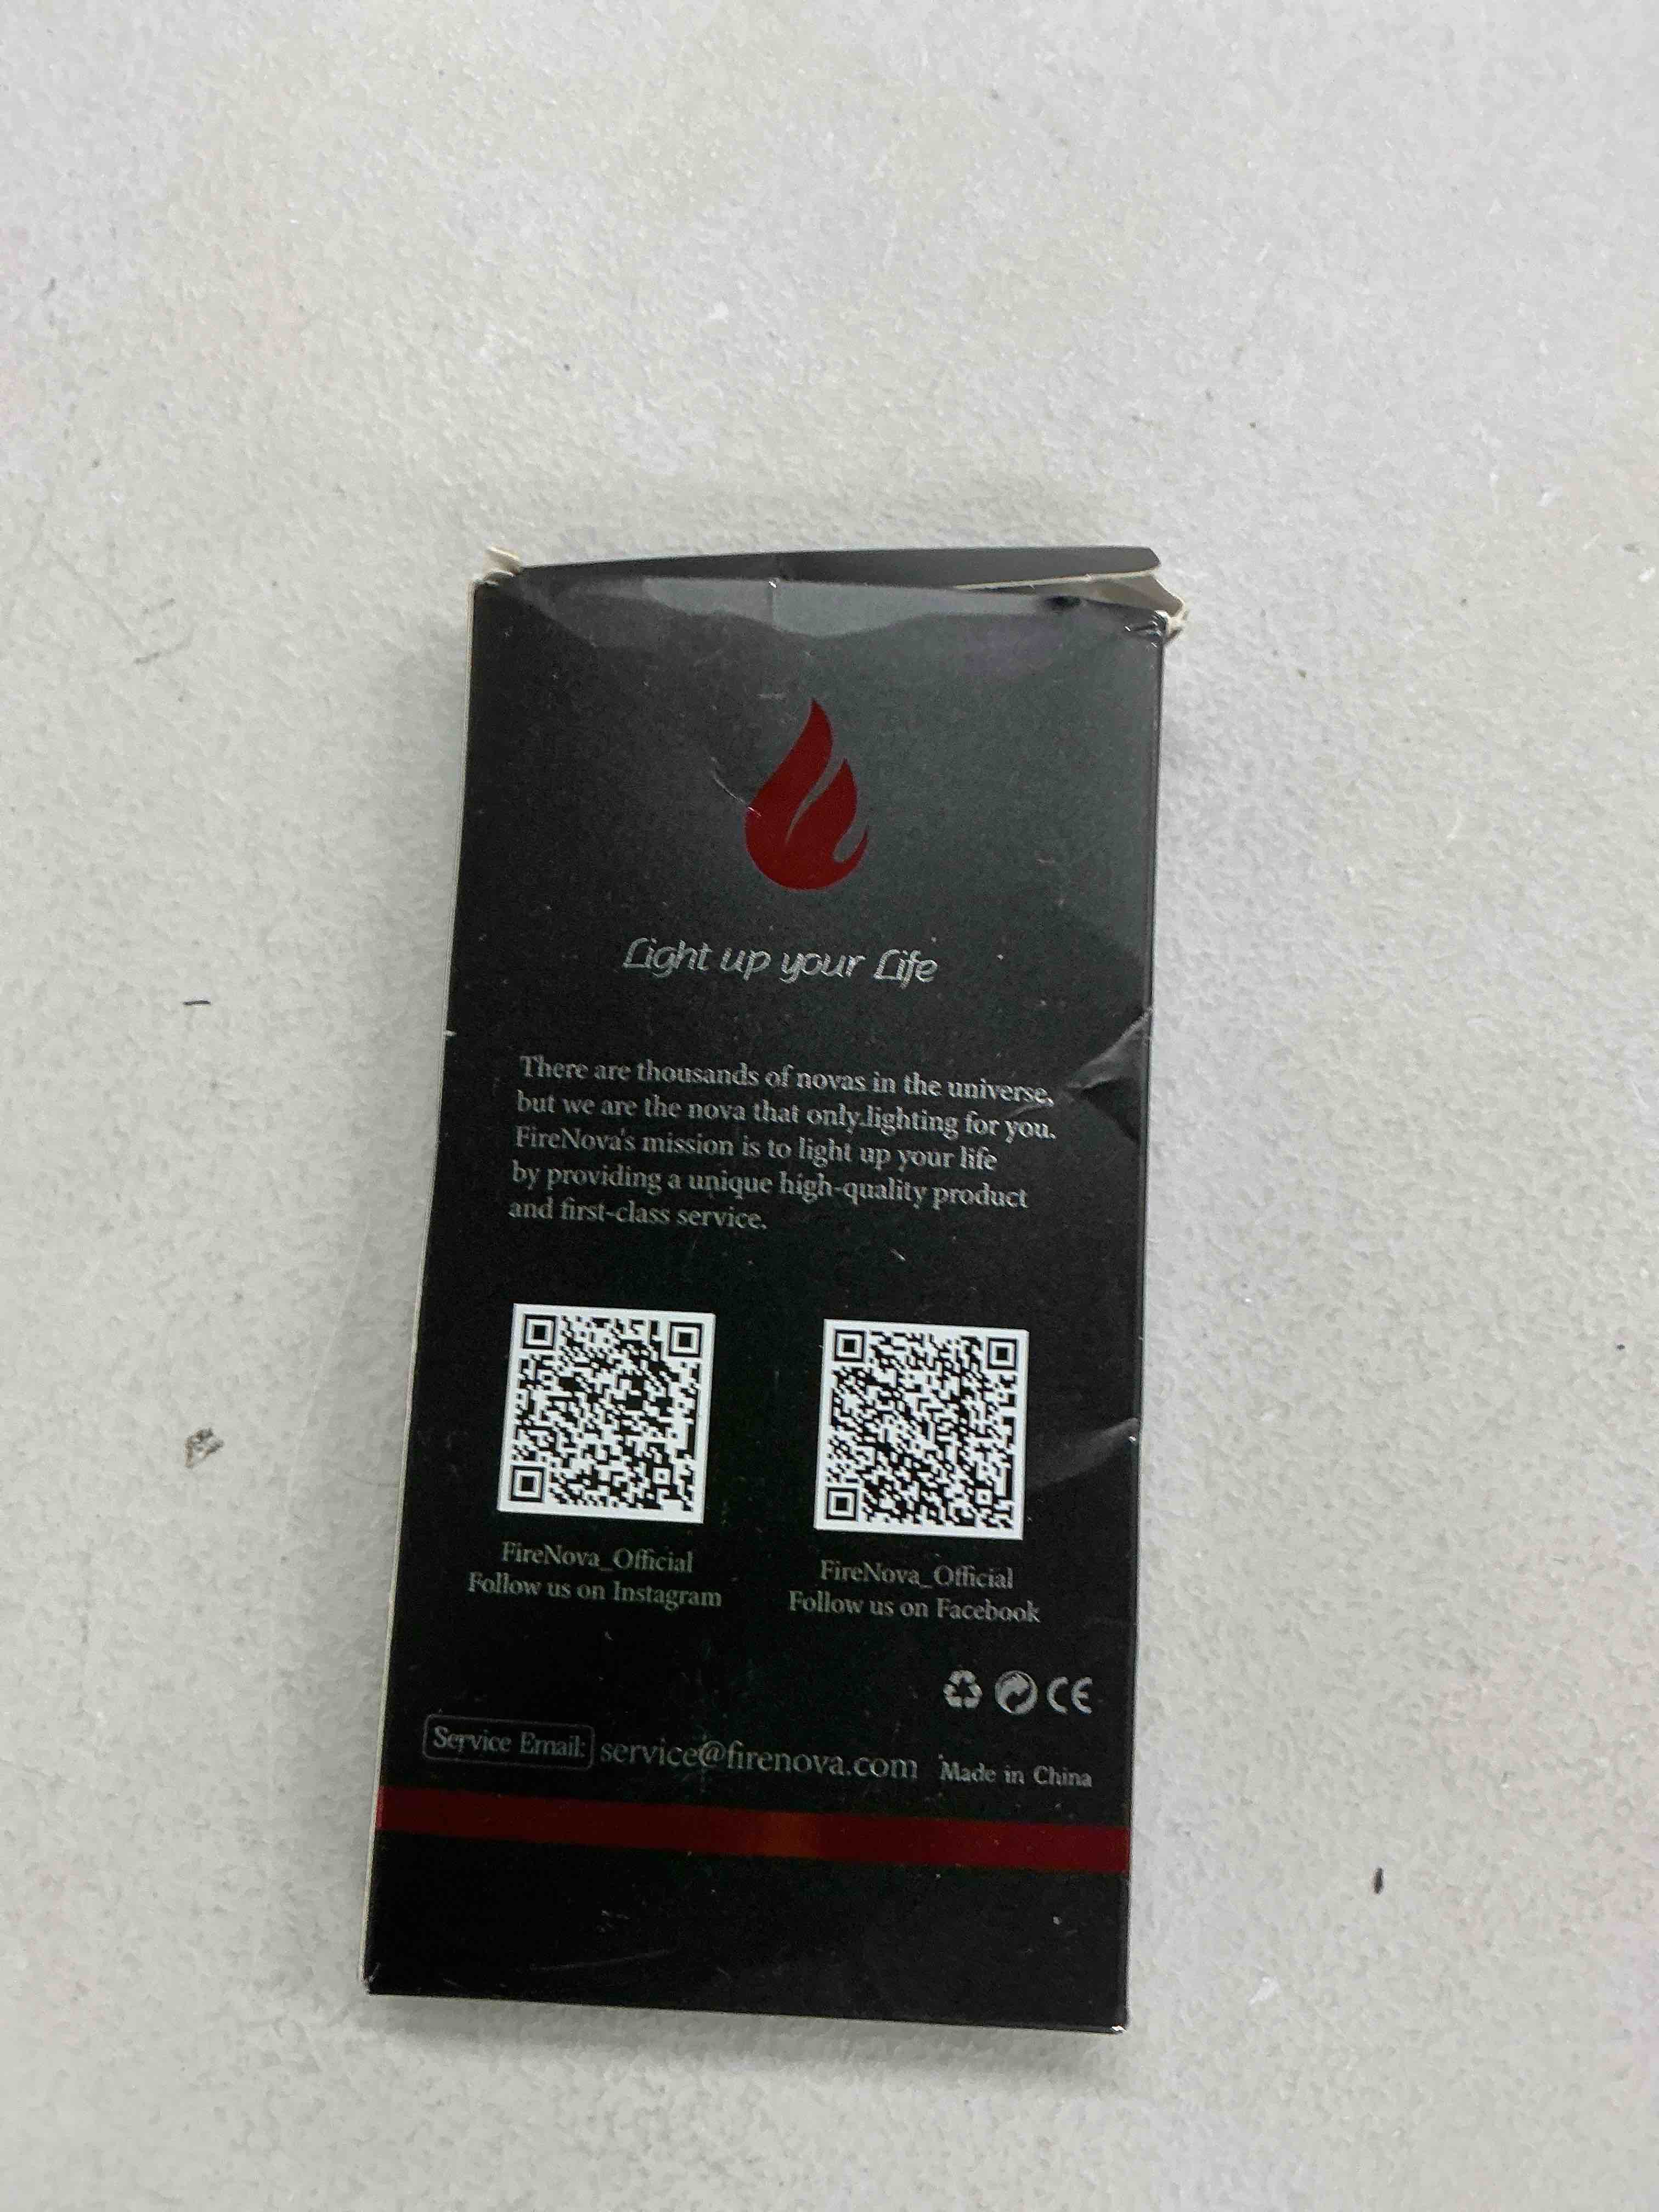 Light up your Life
There are thousands of novas in the universe,
but we are the nova that only.lighting for you.
FireNova's mission is to light up your life
by providing a unique high-quality product
and first-class service.
FireNova_Official
Follow us on Instagram
FireNova_Official
Follow us on Facebook
CE
Service Email: service@firenova.com Made in China